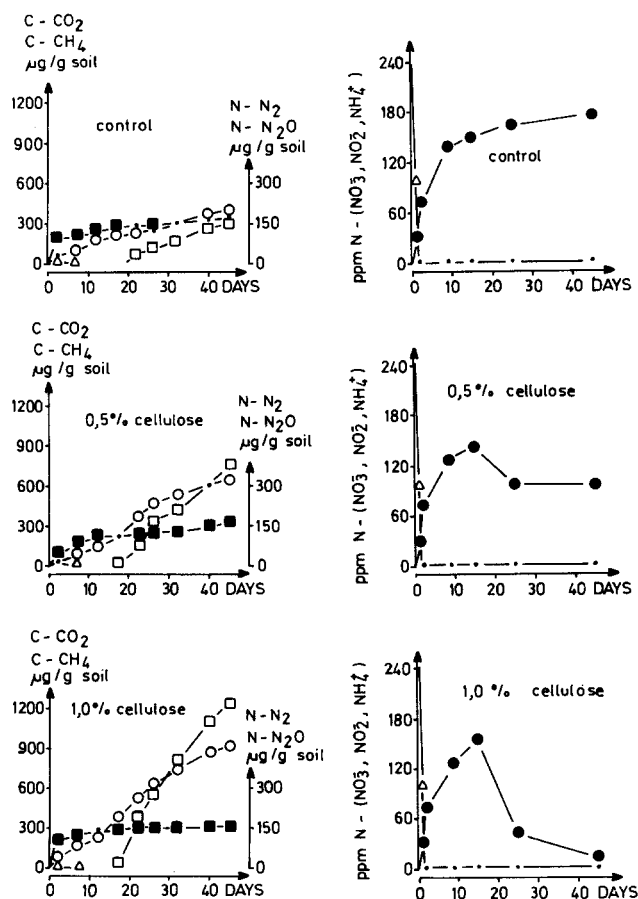 C - CO2
C - CH4
µg/g soil
1200
900
600
300
0
control
N - N2
N - N2O
µg/g soil
300
150
0
0 10 20 30 40 DAYS
240
180
120
60
0
ppm N - (NO3-, NO2-, NH4+)
control
0 10 20 30 40 DAYS
C - CO2
C - CH4
µg/g soil
1200
900
600
300
0
0,5% cellulose
N - N2
N - N2O
µg/g soil
300
150
0
0 10 20 30 40 DAYS
240
180
120
60
0
ppm N - (NO3-, NO2-, NH4+)
0,5% cellulose
0 10 20 30 40 DAYS
C - CO2
C - CH4
µg/g soil
1200
900
600
300
0
1,0% cellulose
N - N2
N - N2O
µg/g soil
300
150
0
0 10 20 30 40 DAYS
240
180
120
60
0
ppm N - (NO3-, NO2-, NH4+)
1,0% cellulose
0 10 20 30 40 DAYS